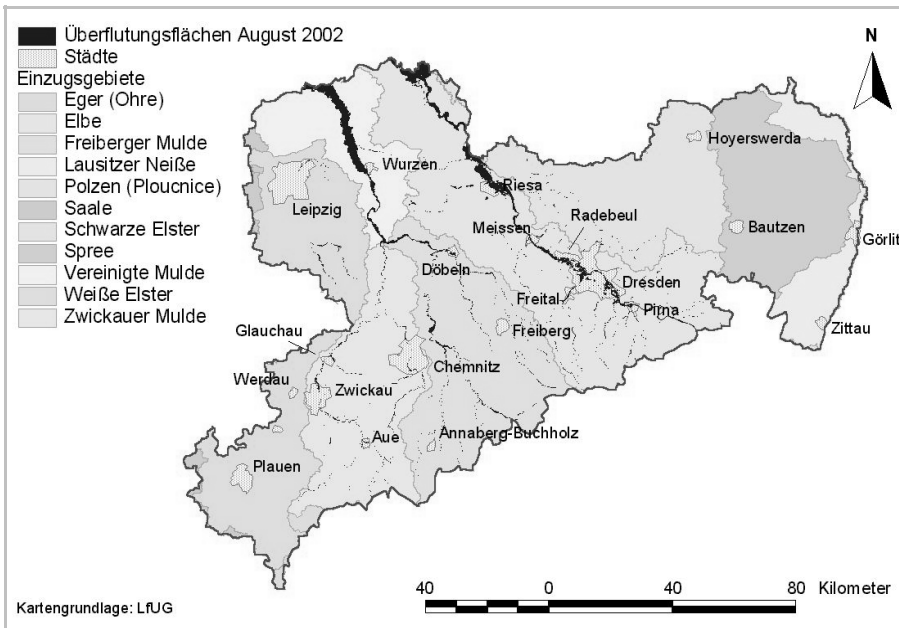 Überflutungsflächen August 2002
Städte
Einzugsgebiete
Eger (Ohre)
Elbe
Freiberger Mulde
Lausitzer Neiße
Polzen (Ploucnice)
Saale
Schwarze Elster
Spree
Vereinigte Mulde
Weiße Elster
Zwickauer Mulde
N
Hoyerswerda
Wurzen
Riesa
Leipzig
Radebeul
Meissen
Bautzen
Görlit
Döbeln
Dresden
Freital
Pirna
Freiberg
Zittau
Glauchau
Chemnitz
Werdau
Zwickau
Aue
Annaberg-Buchholz
Plauen
40 0 40 80 Kilometer
Kartengrundlage: LfUG